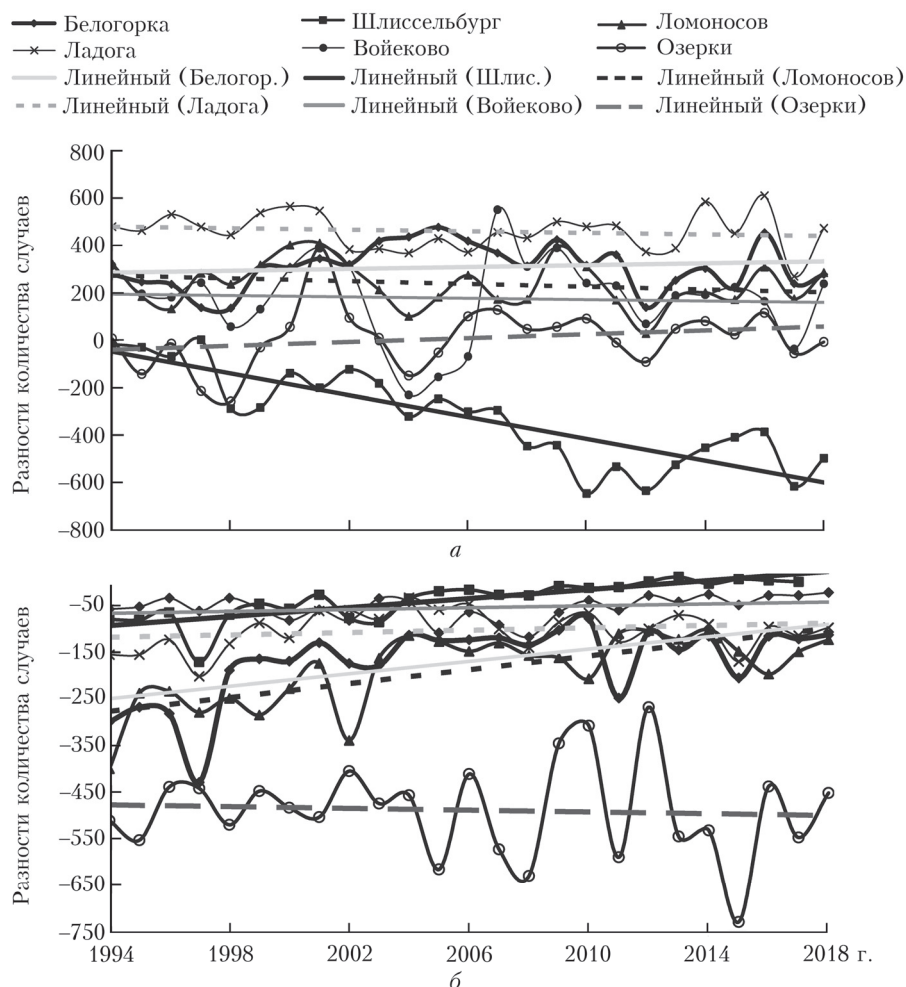 Белогорка Шлиссельбург Ломоносов
Ладога Войеково Озерки
Линейный (Белогор.) Линейный (Шлис.) Линейный (Ломоносов)
Линейный (Ладога) Линейный (Войеково) Линейный (Озерки)
Разности количества случаев
800
600
400
200
0
–200
–400
–600
–800
а
Разности количества случаев
–50
–150
–250
–350
–450
–550
–650
–750
1994 1998 2002 2006 2010 2014 2018 г.
б